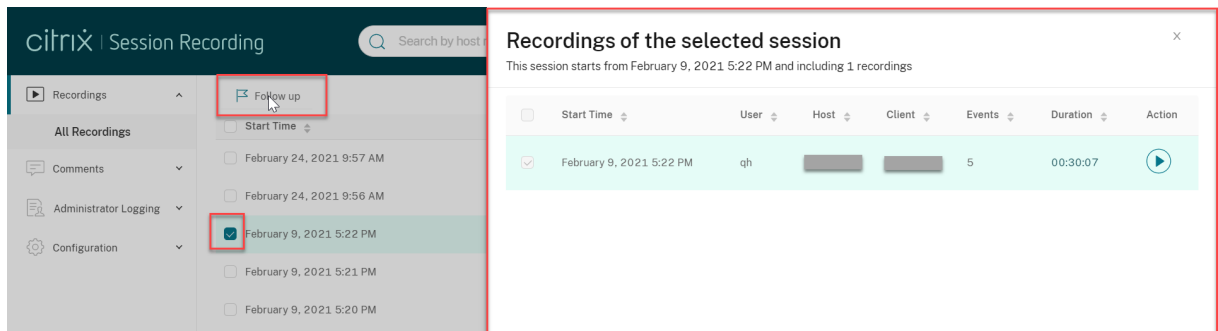 citrix | Session Recording
Search by host
Recordings
All Recordings
Comments
Administrator Logging
Configuration
Follow up
Start Time
February 24, 2021 9:57 AM
February 24, 2021 9:56 AM
February 9, 2021 5:22 PM
February 9, 2021 5:21 PM
February 9, 2021 5:20 PM
Recordings of the selected session
This session starts from February 9, 2021 5:22 PM and including 1 recordings
Start Time User Host Client Events Duration Action
February 9, 2021 5:22 PM qh 5 00:30:07